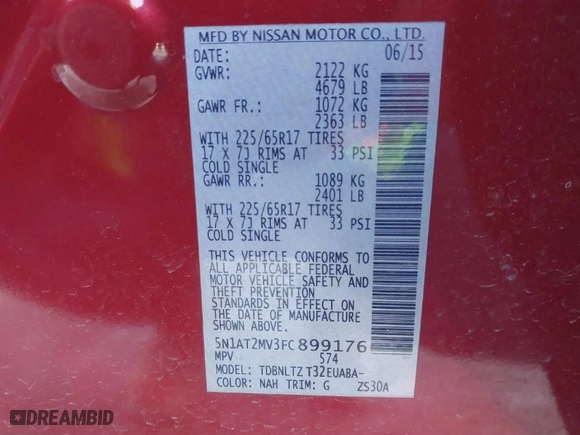 MFD BY NISSAN MOTOR CO., LTD.
DATE: 06/15
GVWR: 2122 KG
4679 LB
GAWR FR.: 1072 KG
2363 LB
WITH 225/65R17 TIRES
17 X 7J RIMS AT 33 PSI
COLD SINGLE
GAWR RR.: 1089 KG
2401 LB
WITH 225/65R17 TIRES
17 X 7J RIMS AT 33 PSI
COLD SINGLE
THIS VEHICLE CONFORMS TO
ALL APPLICABLE FEDERAL
MOTOR VEHICLE SAFETY AND
THEFT PREVENTION
STANDARDS IN EFFECT ON
THE DATE OF MANUFACTURE
SHOWN ABOVE.
5N1AT2MV3FC899176
MPV 574
MODEL: TDBNLTZ T32EUABA-
COLOR: NAH TRIM: G ZS30A
DREAMBID